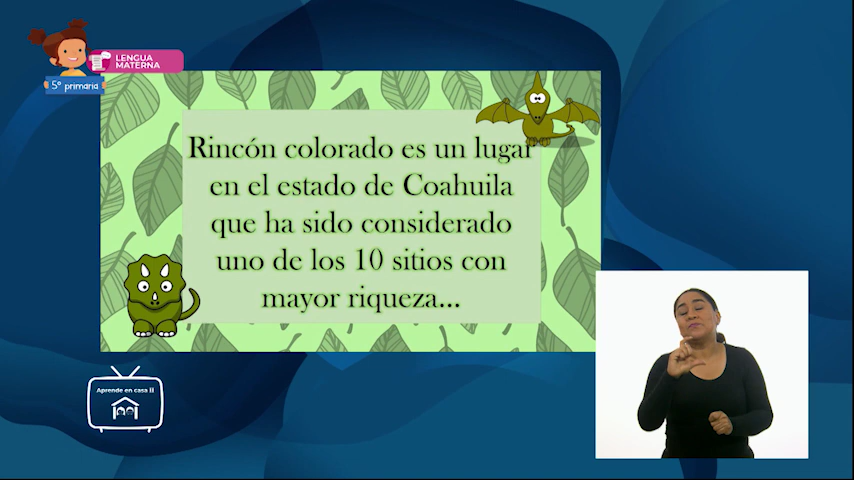 LENGUA
MATERNA
5° primaria
Rincón colorado es un lugar
en el estado de Coahuila
que ha sido considerado
uno de los 10 sitios con
mayor riqueza...
Aprende en casa II